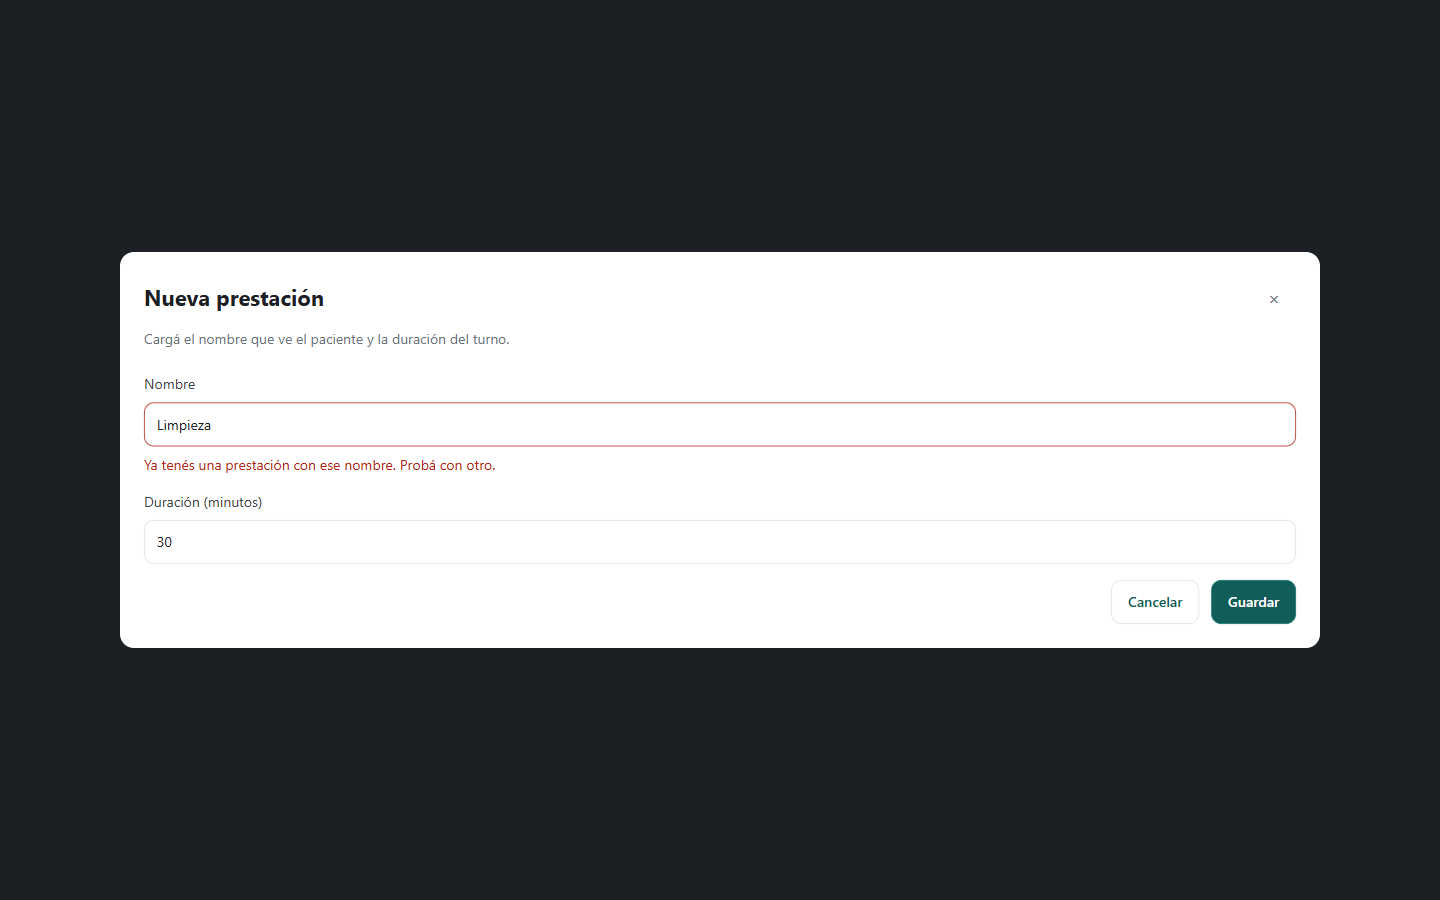 Nueva prestación
×
Cargá el nombre que ve el paciente y la duración del turno.
Nombre
Limpieza
Ya tenés una prestación con ese nombre. Probá con otro.
Duración (minutos)
30
Cancelar
Guardar